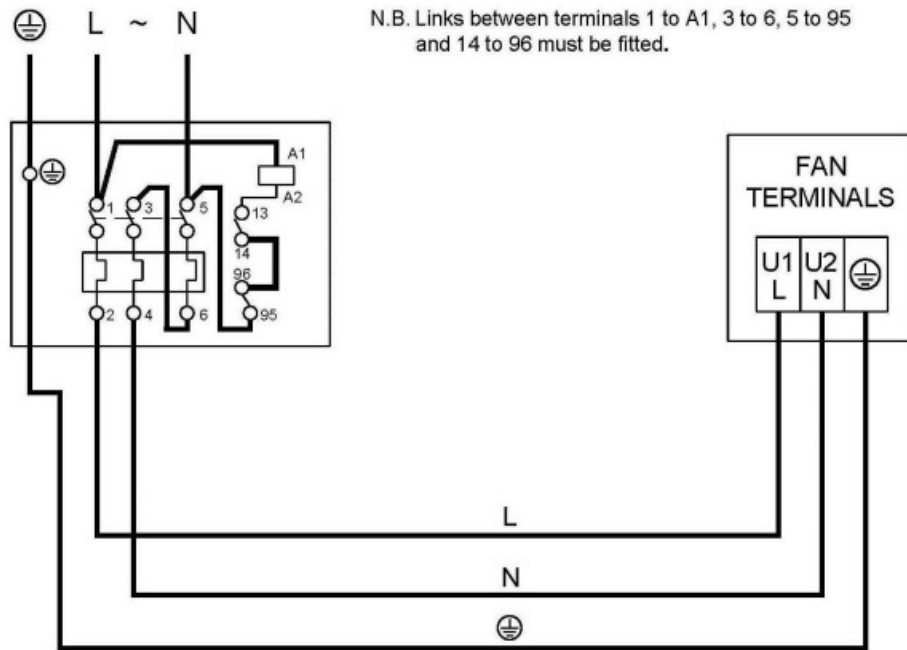 L ~ N
N.B. Links between terminals 1 to A1, 3 to 6, 5 to 95
and 14 to 96 must be fitted.
A1
A2
1 3 5 13
14
96
2 4 6 95
FAN
TERMINALS
U1 U2
L N
L
N